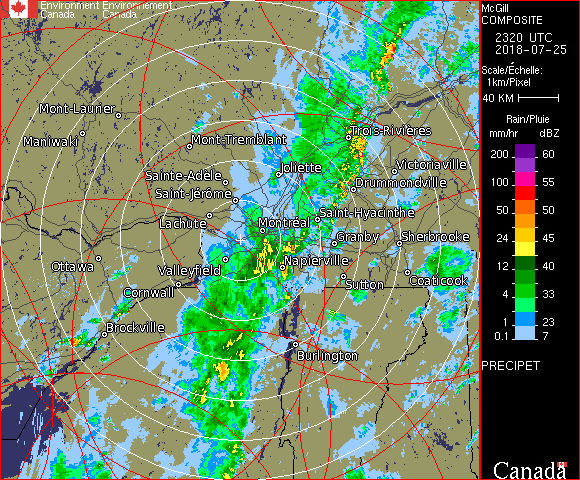 Environment Environnement
Canada Canada
McGill
COMPOSITE
2320 UTC
2018-07-25
Scale/Échelle:
1km/Pixel
40 KM
Rain/Pluie
mm/hr dBZ
200 60
100 55
50 50
24 45
12 40
4 33
1 23
0.1 7
PRECIPET
Canada
Mont-Laurier
Maniwaki
Mont-Tremblant
Trois-Rivières
Sainte-Adèle
Joliette
Victoriaville
Saint-Jérôme
Drummondville
Lachute
Montréal
Saint-Hyacinthe
Granby
Sherbrooke
Ottawa
Valleyfield
Napierville
Cornwall
Sutton
Coaticook
Brockville
Burlington